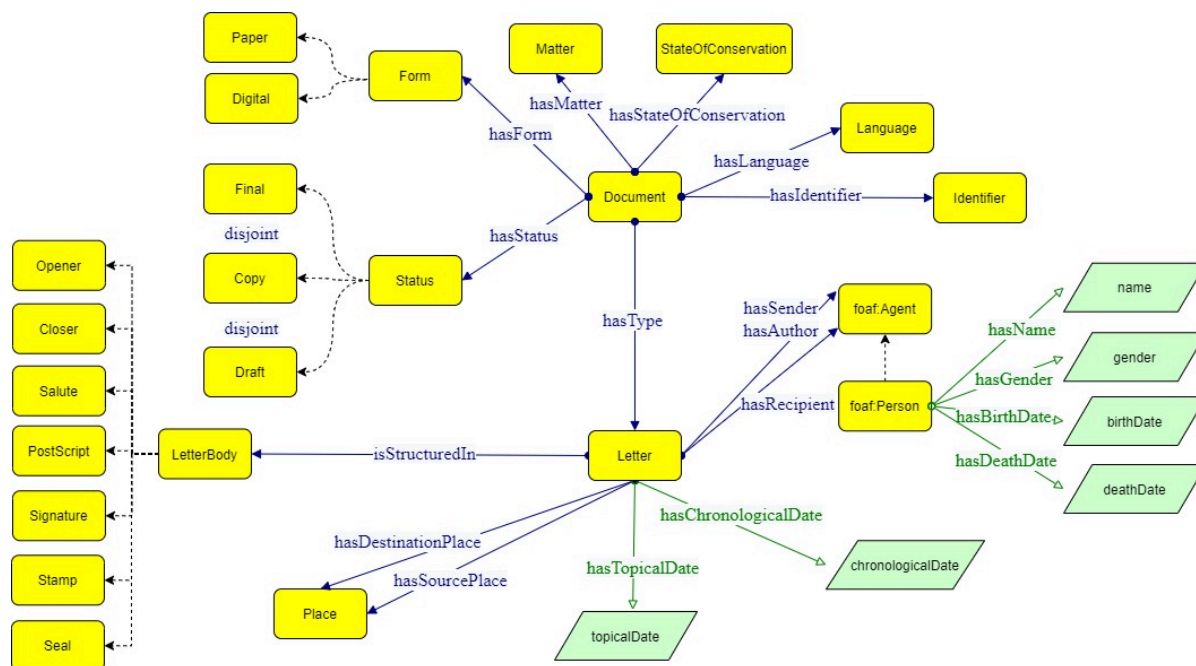 Paper
Matter
StateOfConservation
Form
Digital
hasMatter
hasStateOfConservation
hasForm
Language
hasLanguage
Final
Document
hasIdentifier
Identifier
disjoint
hasStatus
Opener
Copy
Status
name
hasSender
foaf:Agent
Closer
disjoint
hasType
hasAuthor
hasName
gender
Draft
hasGender
Salute
hasRecipient
foaf:Person
hasBirthDate
birthDate
PostScript
LetterBody
isStructuredIn
Letter
hasDeathDate
deathDate
Signature
hasChronologicalDate
hasDestinationPlace
hasTopicalDate
chronologicalDate
Stamp
hasSourcePlace
Place
topicalDate
Seal